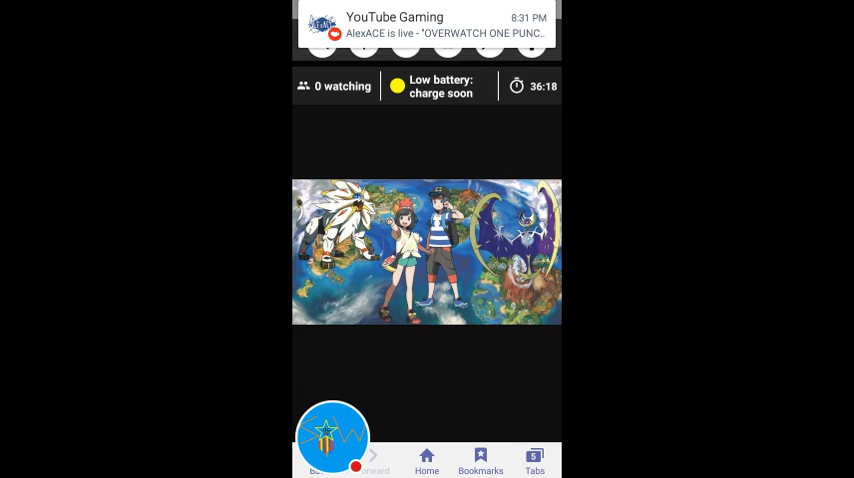 YouTube Gaming
8:31 PM
AlexACE is live - "OVERWATCH ONE PUNC..
0 watching
Low battery:
charge soon
36:18
Home
Bookmarks
5
Tabs